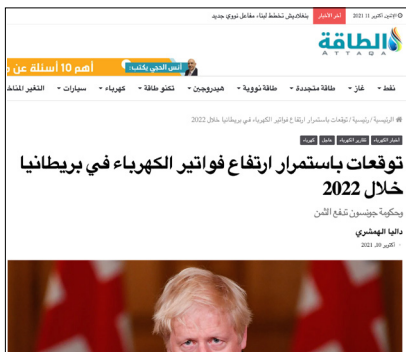 الإثنين, أكتوبر 11 2021 أخر الأخبار بنغلاديش تخطط لبناء مفاعل نووي جديد
الطاقة
ATTAQA
أنس الحجي يكتب:
أهم 10 أسئلة عن
نفط غاز طاقة متجددة طاقة نووية هيدروجين تكنو طاقة كهرباء سيارات التغير المناخ
الرئيسية / رئيسية / توقعات باستمرار ارتفاع فواتير الكهرباء في بريطانيا خلال 2022
أخبار الكهرباء تقارير الكهرباء عاجل كهرباء
توقعات باستمرار ارتفاع فواتير الكهرباء في بريطانيا
خلال 2022
وحكومة جونسون تدفع الثمن
داليا الهمشري
أكتوبر 10, 2021